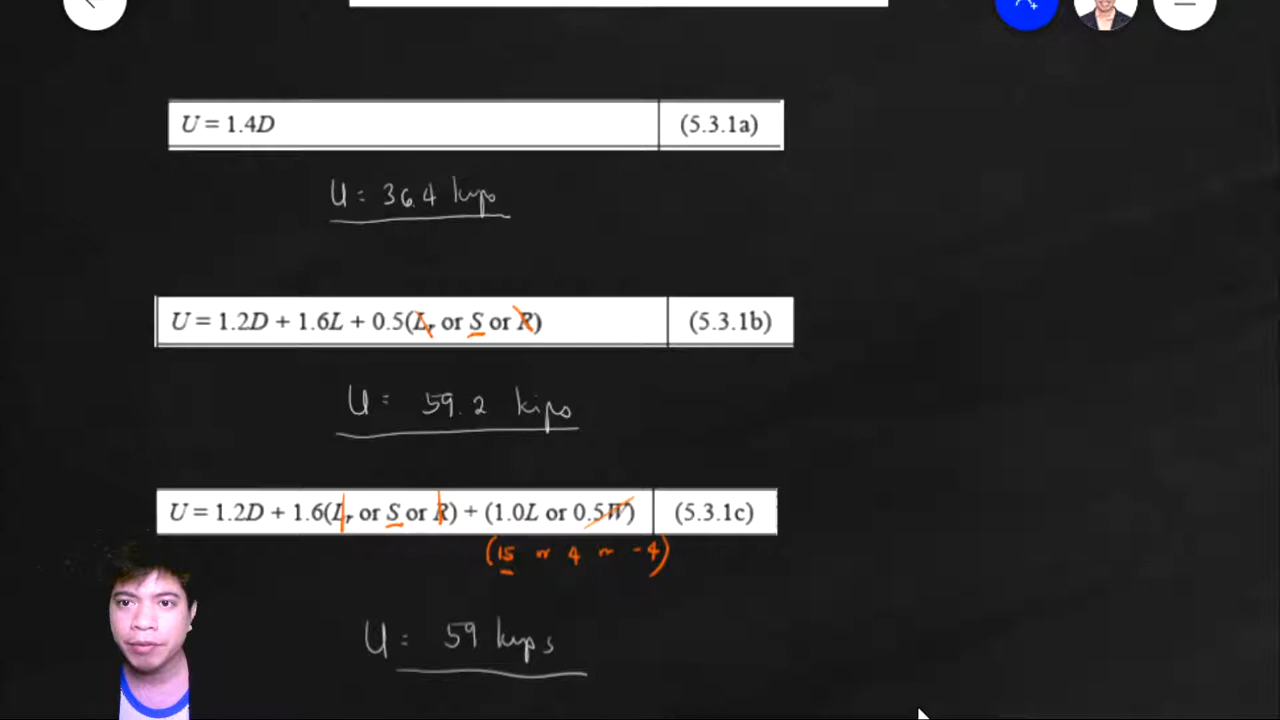 U = 1.4D (5.3.1a)
U = 36.4 kips
U = 1.2D + 1.6L + 0.5(Lr or S or R) (5.3.1b)
U = 59.2 kips
U = 1.2D + 1.6(Lr or S or R) + (1.0L or 0.5W) (5.3.1c)
(15 or 4 or -4)
U = 59 kips